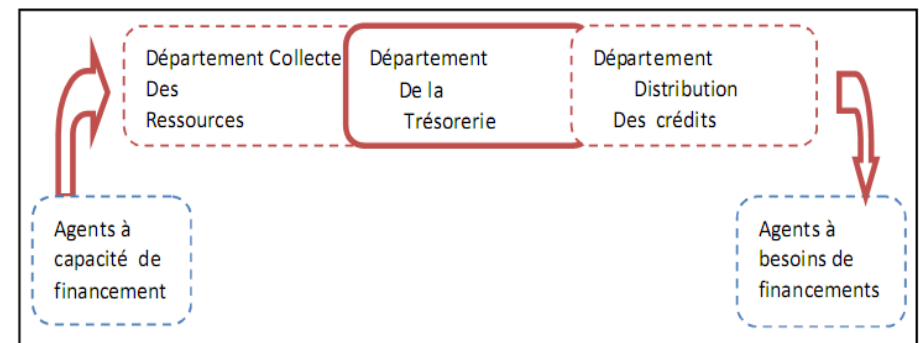 Département Collecte
Des
Ressources
Département
De la
Trésorerie
Département
Distribution
Des crédits
Agents à
capacité de
financement
Agents à
besoins de
financements